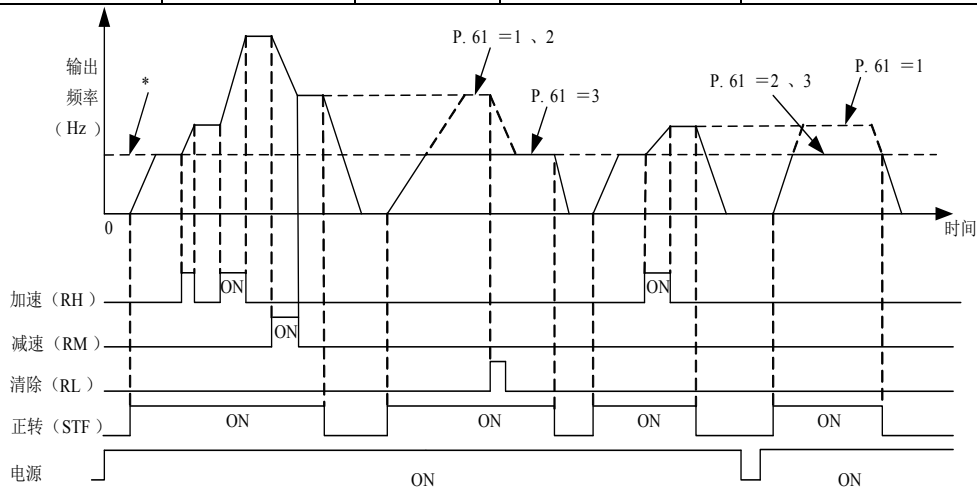 P. 61 =1 、2
输出
频率
（ Hz ）
*
P. 61 =3
P. 61 =2 、3
P. 61 =1
0
时间
加速（RH ）
ON
减速（RM ）
ON
ON
清除（RL ）
正转（STF）
ON
ON
ON
ON
电源
ON
ON